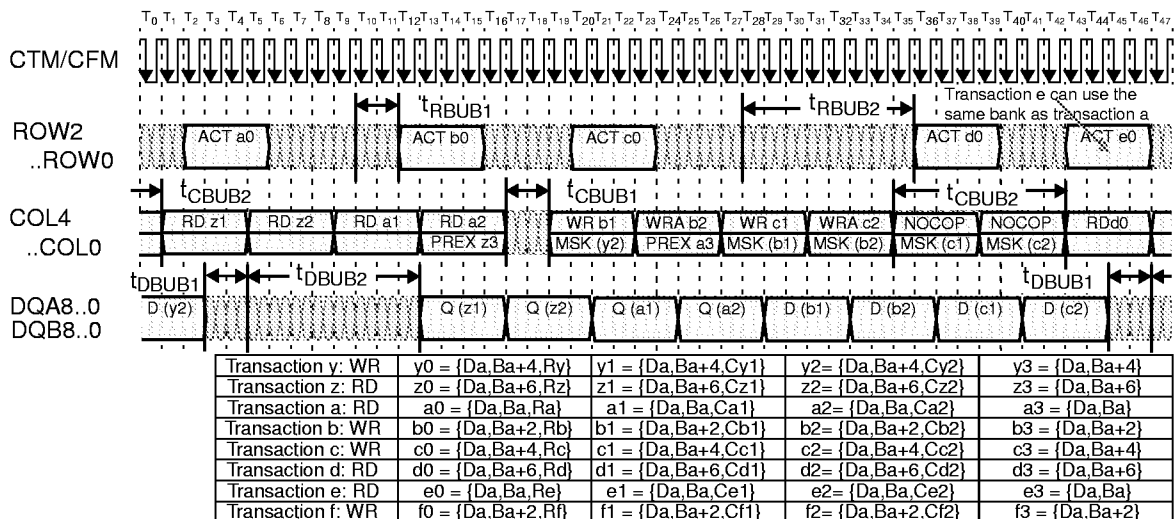 T0 T1 T2 T3 T4 T5 T6 T7 T8 T9 T10 T11 T12 T13 T14 T15 T16 T17 T18 T19 T20 T21 T22 T23 T24 T25 T26 T27 T28 T29 T30 T31 T32 T33 T34 T35 T36 T37 T38 T39 T40 T41 T42 T43 T44 T45 T46 T47
CTM/CFM
tRBUB1 tRBUB2 Transaction e can use the
same bank as transaction a
ROW2
..ROW0
ACT a0 ACT b0 ACT c0 ACT d0 ACT e0
tCBUB2 tCBUB1 tCBUB2
COL4
..COL0
RD z1 RD z2 RD a1 RD a2 WR b1 WRA b2 WR c1 WRA c2 NOCOP NOCOP RDd0
PREX z3 MSK (y2) PREX a3 MSK (b1) MSK (b2) MSK (c1) MSK (c2)
tDBUB1 tDBUB2 tDBUB1
DQA8..0
DQB8..0
D (y2) Q (z1) Q (z2) Q (a1) Q (a2) D (b1) D (b2) D (c1) D (c2)
Transaction y: WR y0 = {Da,Ba+4,Ry} y1 = {Da,Ba+4,Cy1} y2= {Da,Ba+4,Cy2} y3 = {Da,Ba+4}
Transaction z: RD z0 = {Da,Ba+6,Rz} z1 = {Da,Ba+6,Cz1} z2= {Da,Ba+6,Cz2} z3 = {Da,Ba+6}
Transaction a: RD a0 = {Da,Ba,Ra} a1 = {Da,Ba,Ca1} a2= {Da,Ba,Ca2} a3 = {Da,Ba}
Transaction b: WR b0 = {Da,Ba+2,Rb} b1 = {Da,Ba+2,Cb1} b2= {Da,Ba+2,Cb2} b3 = {Da,Ba+2}
Transaction c: WR c0 = {Da,Ba+4,Rc} c1 = {Da,Ba+4,Cc1} c2= {Da,Ba+4,Cc2} c3 = {Da,Ba+4}
Transaction d: RD d0 = {Da,Ba+6,Rd} d1 = {Da,Ba+6,Cd1} d2= {Da,Ba+6,Cd2} d3 = {Da,Ba+6}
Transaction e: RD e0 = {Da,Ba,Re} e1 = {Da,Ba,Ce1} e2= {Da,Ba,Ce2} e3 = {Da,Ba}
Transaction f: WR f0 = {Da,Ba+2,Rf} f1 = {Da,Ba+2,Cf1} f2= {Da,Ba+2,Cf2} f3 = {Da,Ba+2}